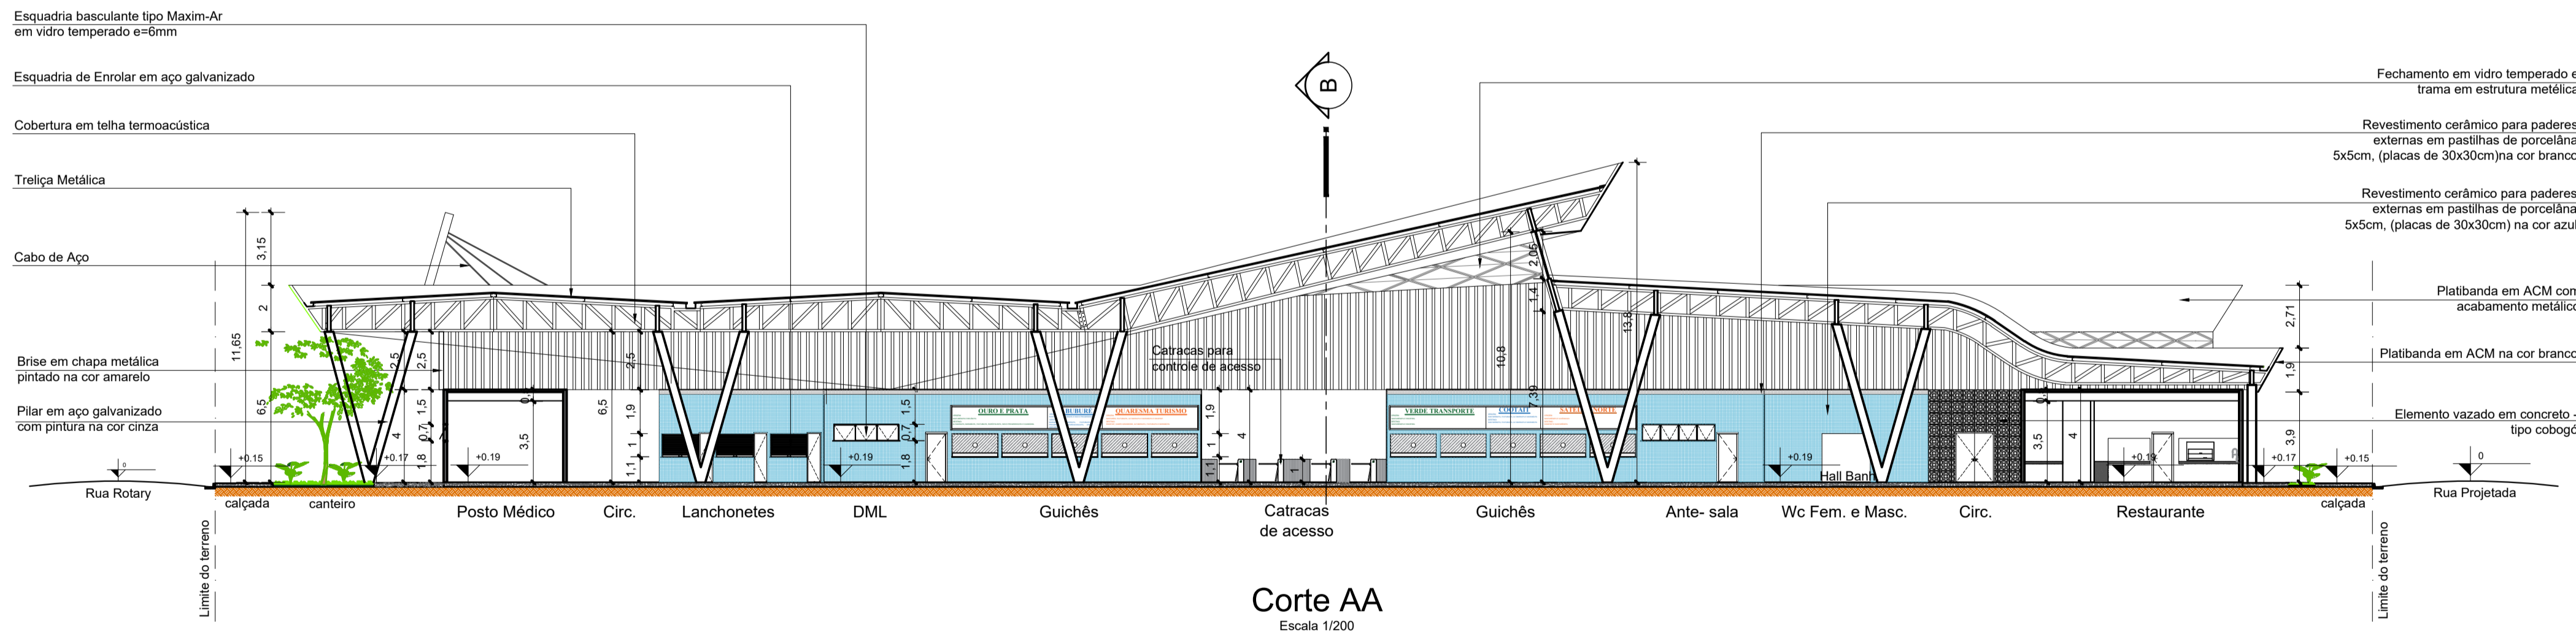 Esquadria basculante tipo Maxim-Ar
em vidro temperado e=6mm
Esquadria de Enrolar em aço galvanizado
Cobertura em telha termoacústica
Treliça Metálica
Cabo de Aço
Brise em chapa metálica
pintado na cor amarelo
Pilar em aço galvanizado
com pintura na cor cinza
B
Fechamento em vidro temperado e
trama em estrutura metélica
Revestimento cerâmico para paderes
externas em pastilhas de porcelâna
5x5cm, (placas de 30x30cm)na cor branco
Revestimento cerâmico para paderes
externas em pastilhas de porcelâna
5x5cm, (placas de 30x30cm) na cor azul
Platibanda em ACM com
acabamento metálico
Platibanda em ACM na cor branco
Elemento vazado em concreto -
tipo cobogó
3,15
2
11,65
6,5
2,5
2,5
4
1,5
0,7
1,8
3,5
6,5
2,5
1,9
1
1,1
1,5
0,7
1,8
1,9
1
1,1
4
1
Catracas para
controle de acesso
10,8
2,05
1,4
7,39
13,8
3,5
4
2,71
1,9
3,9
OURO E PRATA
BUBURÉ
QUARESMA TURISMO
VERDE TRANSPORTE
COOTAIT
0
+0.15
+0.17
+0.19
+0.19
+0.19
+0.19
+0.17
+0.15
0
Hall Banh
Rua Rotary
calçada
canteiro
Posto Médico
Circ.
Lanchonetes
DML
Guichês
Catracas
de acesso
Guichês
Ante- sala
Wc Fem. e Masc.
Circ.
Restaurante
calçada
Rua Projetada
Limite do terreno
Limite do terreno
Corte AA
Escala 1/200